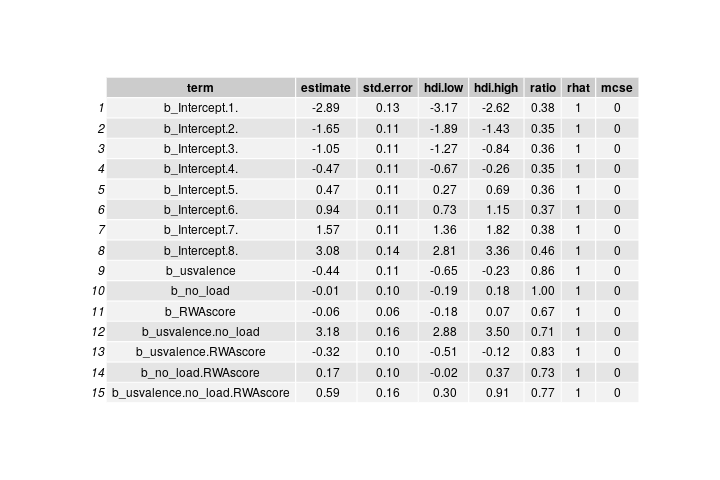 term estimate std.error hdi.low hdi.high ratio rhat mcse
1 b_Intercept.1. -2.89 0.13 -3.17 -2.62 0.38 1 0
2 b_Intercept.2. -1.65 0.11 -1.89 -1.43 0.35 1 0
3 b_Intercept.3. -1.05 0.11 -1.27 -0.84 0.36 1 0
4 b_Intercept.4. -0.47 0.11 -0.67 -0.26 0.35 1 0
5 b_Intercept.5. 0.47 0.11 0.27 0.69 0.36 1 0
6 b_Intercept.6. 0.94 0.11 0.73 1.15 0.37 1 0
7 b_Intercept.7. 1.57 0.11 1.36 1.82 0.38 1 0
8 b_Intercept.8. 3.08 0.14 2.81 3.36 0.46 1 0
9 b_usvalence -0.44 0.11 -0.65 -0.23 0.86 1 0
10 b_no_load -0.01 0.10 -0.19 0.18 1.00 1 0
11 b_RWAscore -0.06 0.06 -0.18 0.07 0.67 1 0
12 b_usvalence.no_load 3.18 0.16 2.88 3.50 0.71 1 0
13 b_usvalence.RWAscore -0.32 0.10 -0.51 -0.12 0.83 1 0
14 b_no_load.RWAscore 0.17 0.10 -0.02 0.37 0.73 1 0
15 b_usvalence.no_load.RWAscore 0.59 0.16 0.30 0.91 0.77 1 0